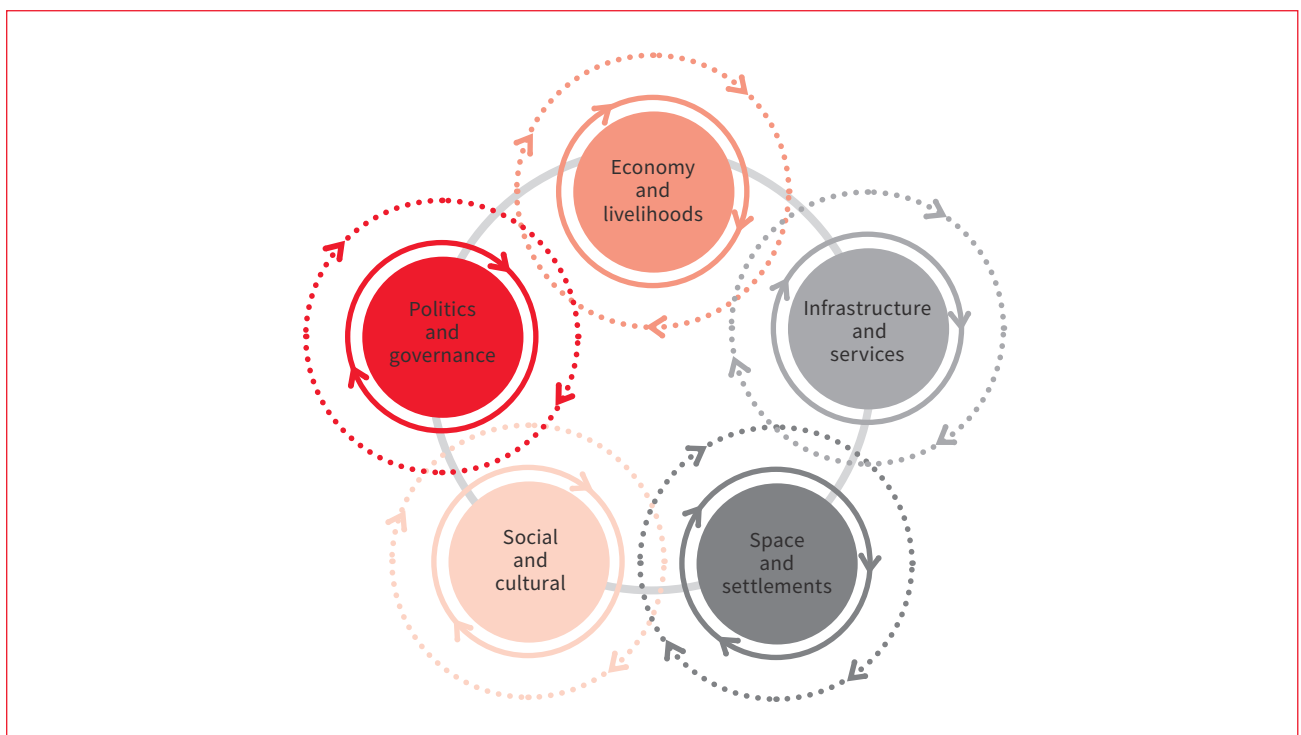 Economy
and
livelihoods
Infrastructure
and
services
Space
and
settlements
Social
and
cultural
Politics
and
governance